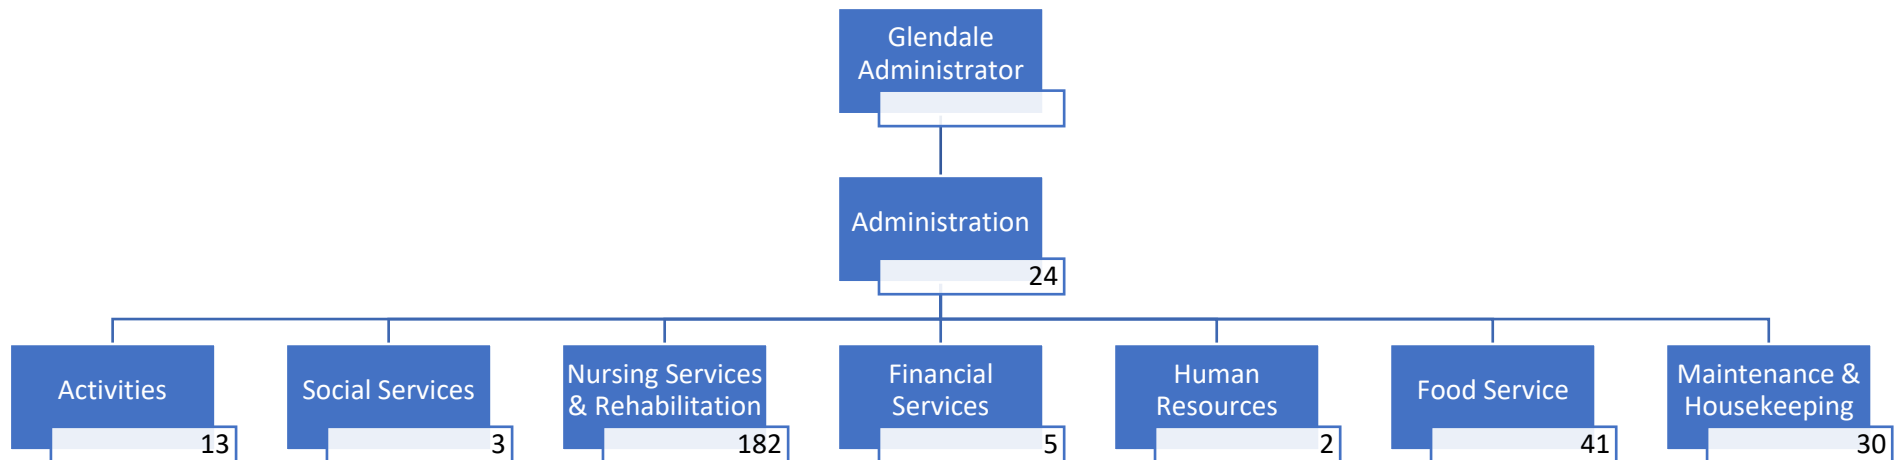 Glendale
Administrator
Administration
24
Activities
13
Social Services
3
Nursing Services
& Rehabilitation
182
Financial
Services
5
Human
Resources
2
Food Service
41
Maintenance &
Housekeeping
30